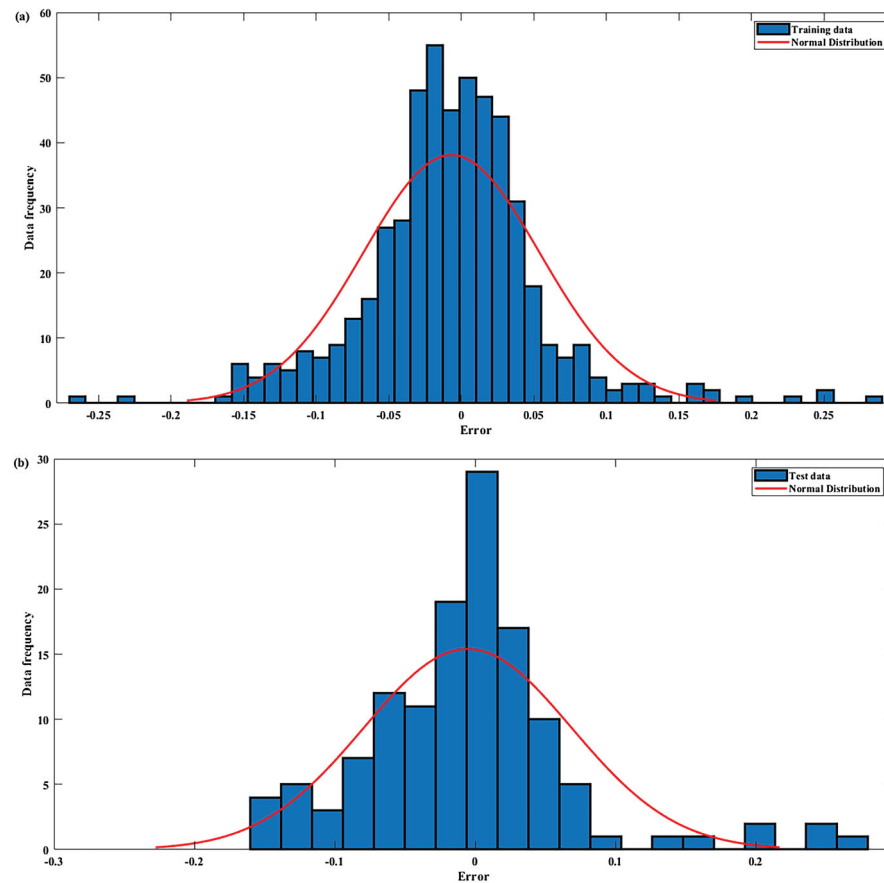 (a)
Training data
Normal Distribution
60
50
40
30
20
10
0
Data frequency
-0.25 -0.2 -0.15 -0.1 -0.05 0 0.05 0.1 0.15 0.2 0.25
Error
(b)
Test data
Normal Distribution
30
25
20
15
10
5
0
Data frequency
-0.3 -0.2 -0.1 0 0.1 0.2
Error